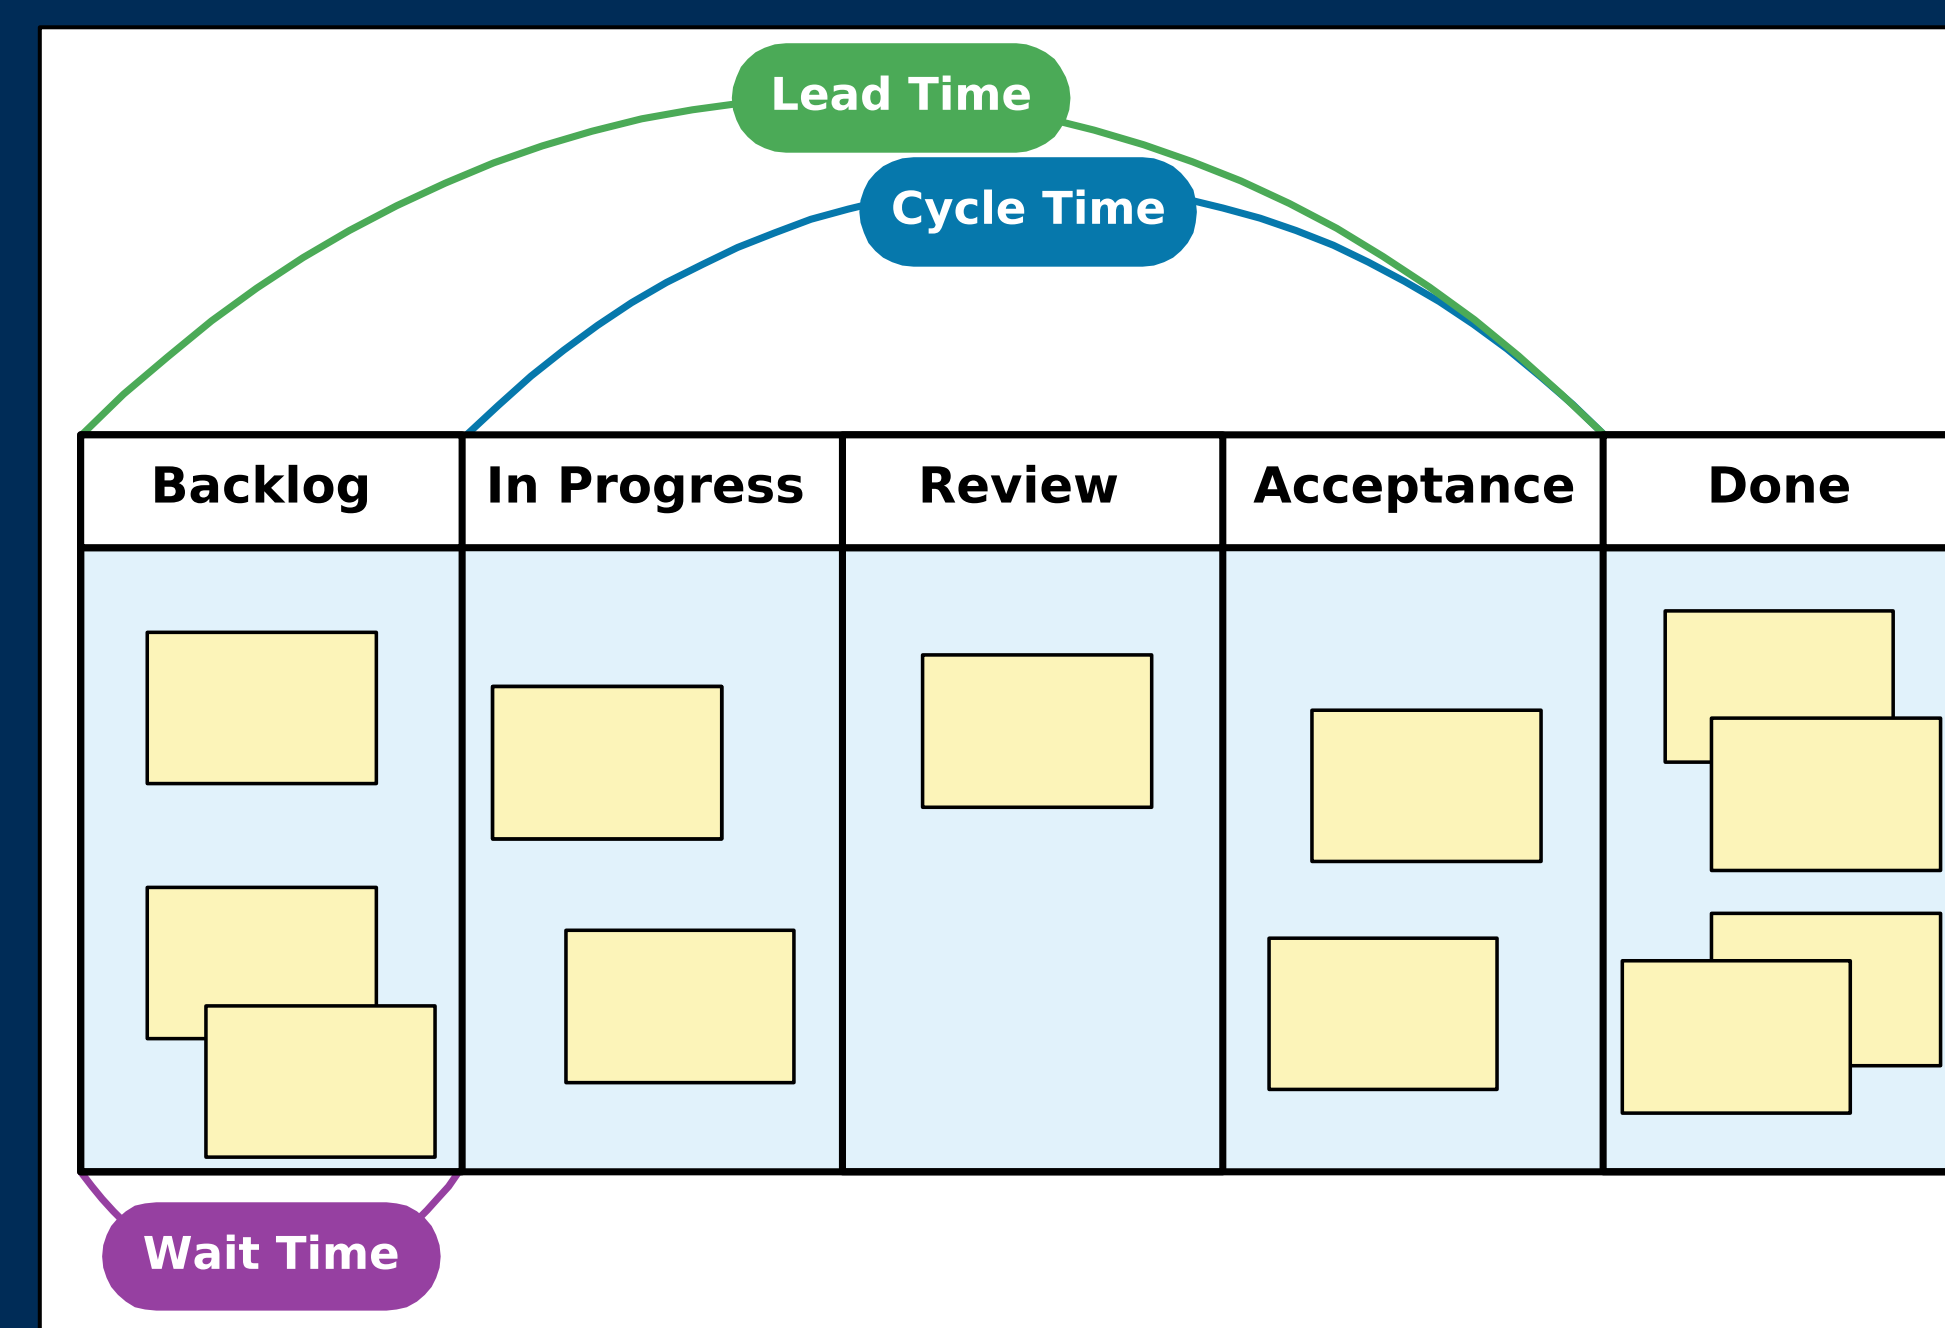 Lead Time
Cycle Time
Backlog
In Progress
Review
Acceptance
Done
Wait Time